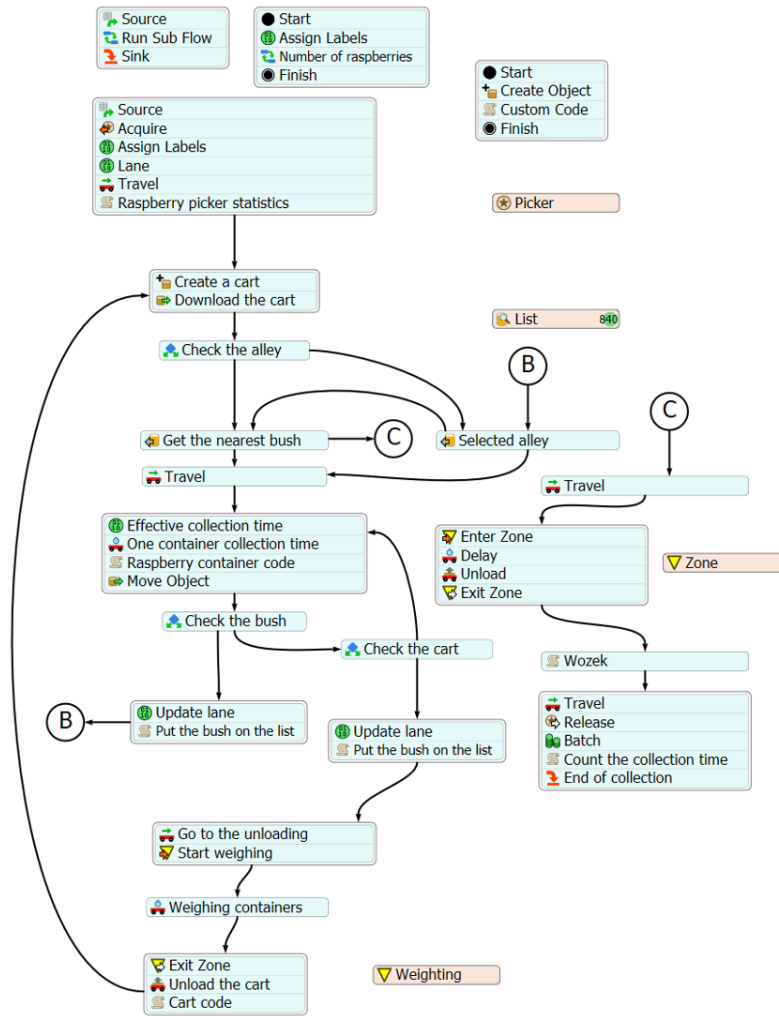 Source
Run Sub Flow
Sink
Start
Assign Labels
Number of raspberries
Finish
Start
Create Object
Custom Code
Finish
Source
Acquire
Assign Labels
Lane
Travel
Raspberry picker statistics
Picker
Create a cart
Download the cart
List 840
Check the alley
B
C
Get the nearest bush
C
Selected alley
Travel
Travel
Effective collection time
One container collection time
Raspberry container code
Move Object
Enter Zone
Delay
Unload
Exit Zone
Zone
Check the bush
Check the cart
Wozek
B
Update lane
Put the bush on the list
Update lane
Put the bush on the list
Travel
Release
Batch
Count the collection time
End of collection
Go to the unloading
Start weighing
Weighing containers
Exit Zone
Unload the cart
Cart code
Weighting